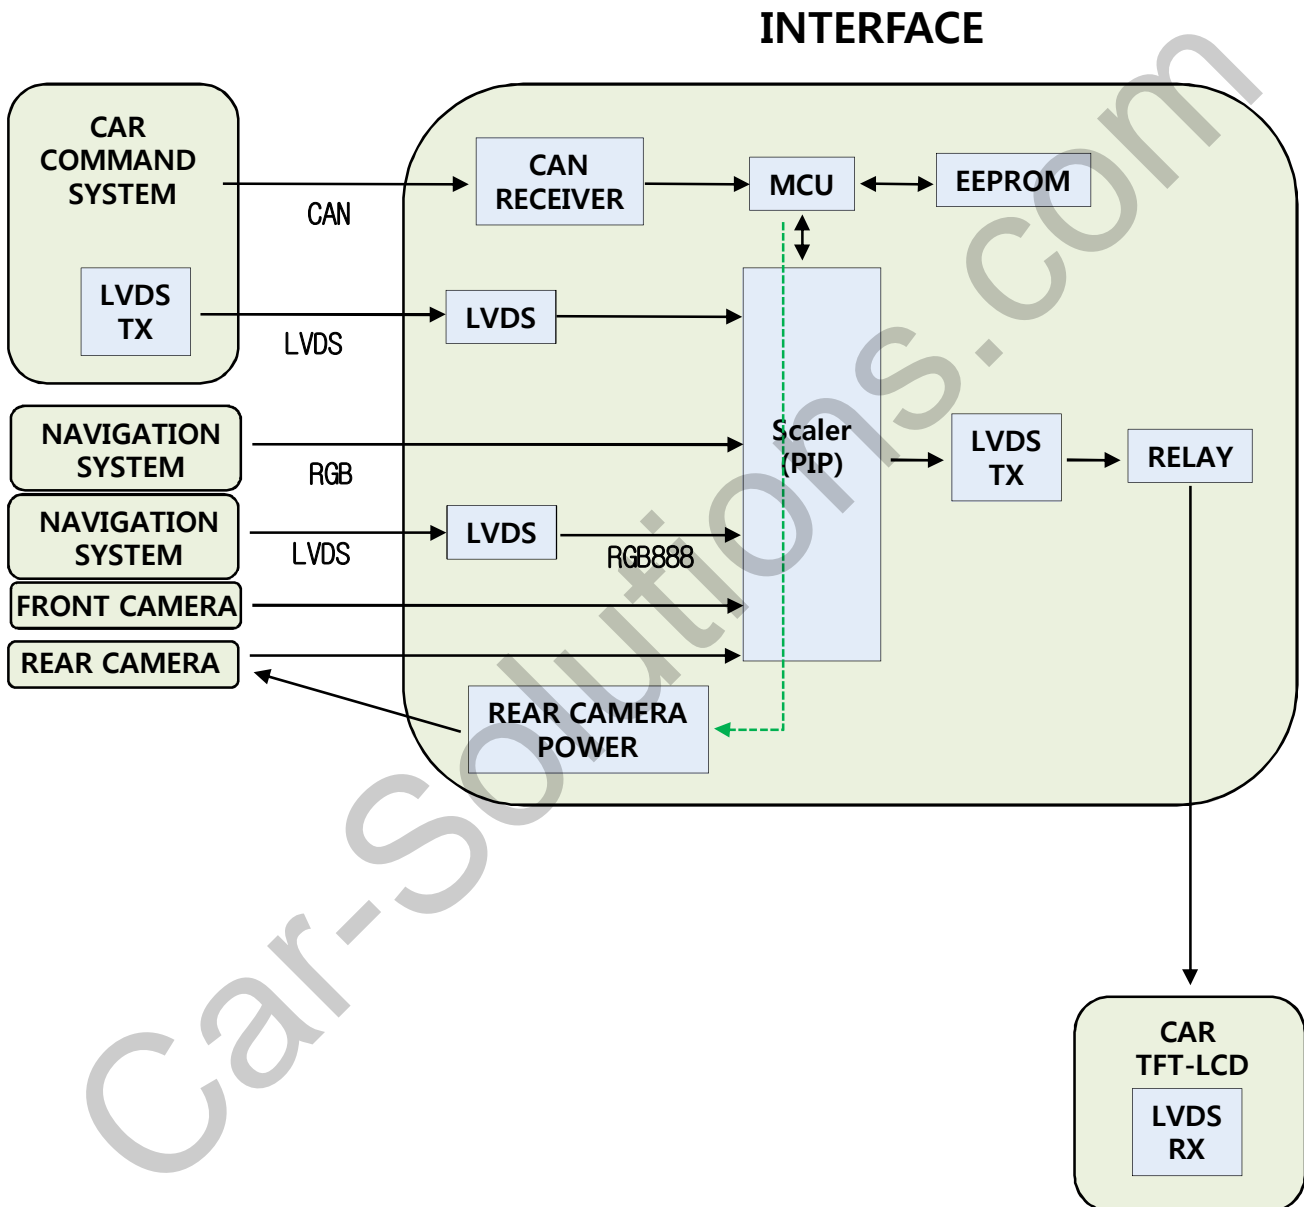 INTERFACE
CAR
COMMAND
SYSTEM
CAN
CAN
RECEIVER
MCU
EEPROM
LVDS
TX
LVDS
LVDS
NAVIGATION
SYSTEM
RGB
Scaler
(PIP)
LVDS
TX
RELAY
NAVIGATION
SYSTEM
LVDS
LVDS
RGB888
FRONT CAMERA
REAR CAMERA
REAR CAMERA
POWER
CAR
TFT-LCD
LVDS
RX
Car-Solutions.com